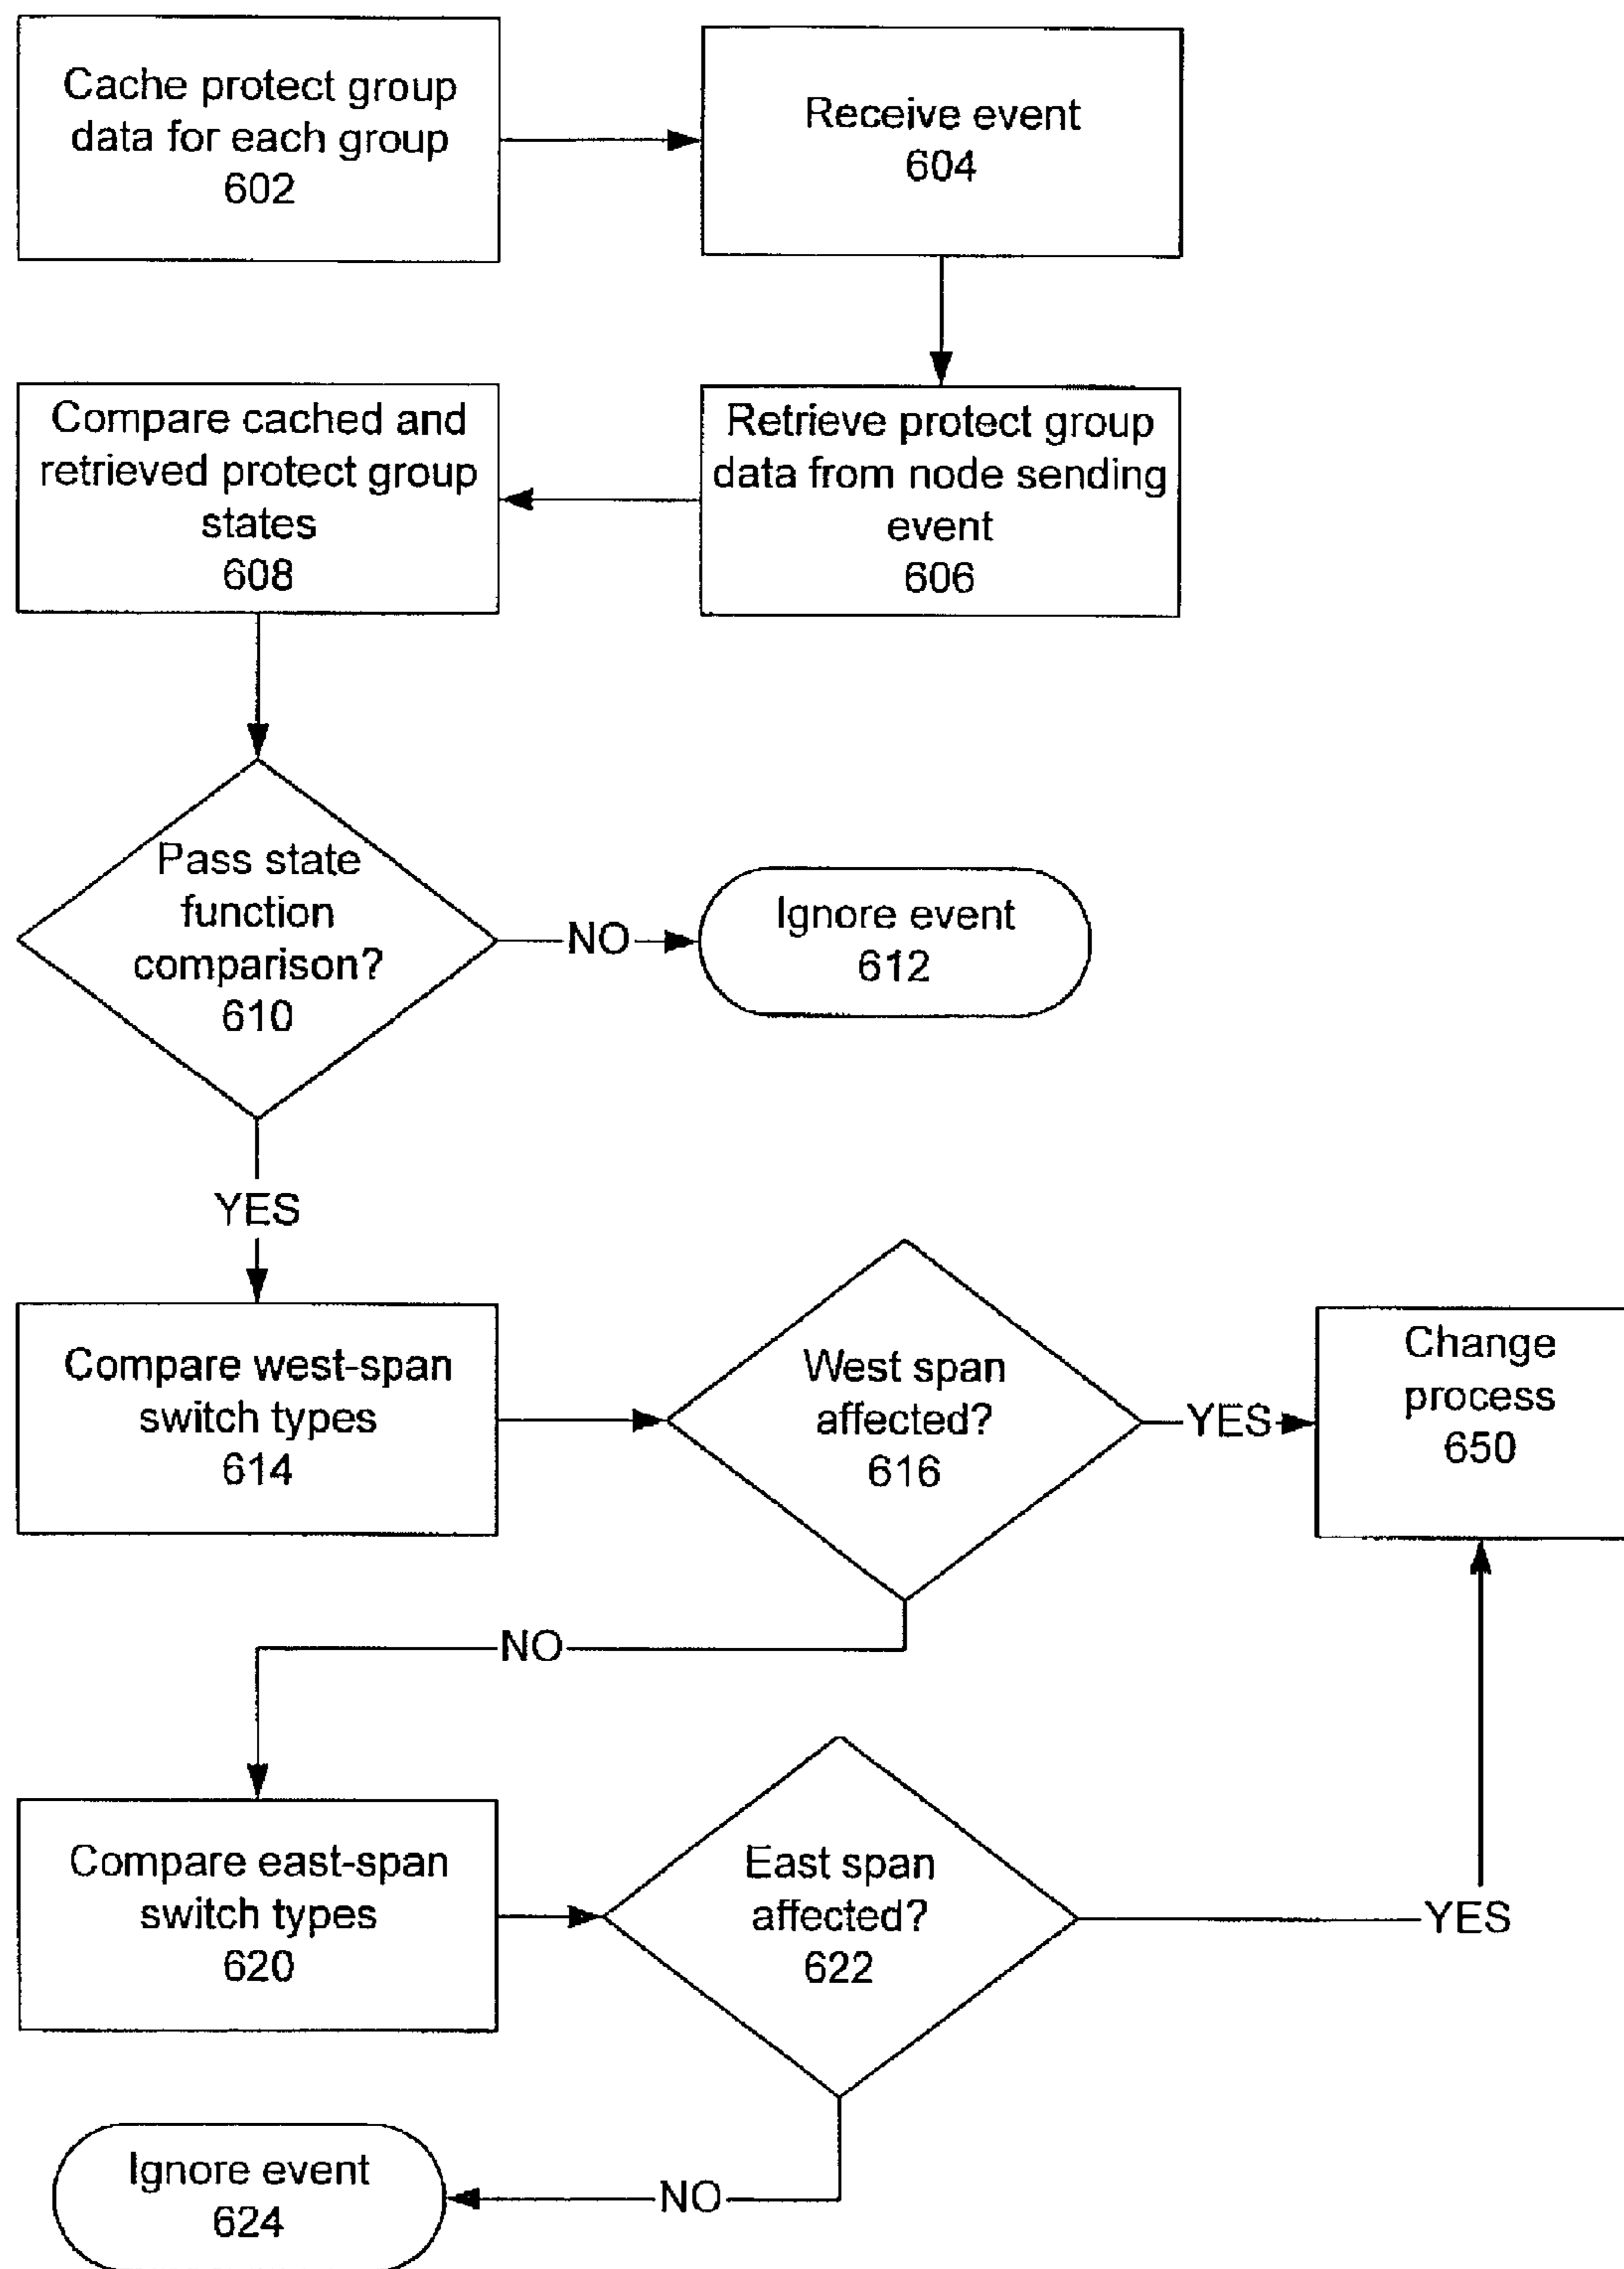 Cache protect group
data for each group
602
Receive event
604
Retrieve protect group
data from node sending
event
606
Compare cached and
retrieved protect group
states
608
Pass state
function
comparison?
610
NO
Ignore event
612
YES
Compare west-span
switch types
614
West span
affected?
616
YES
Change
process
650
NO
Compare east-span
switch types
620
East span
affected?
622
YES
NO
Ignore event
624